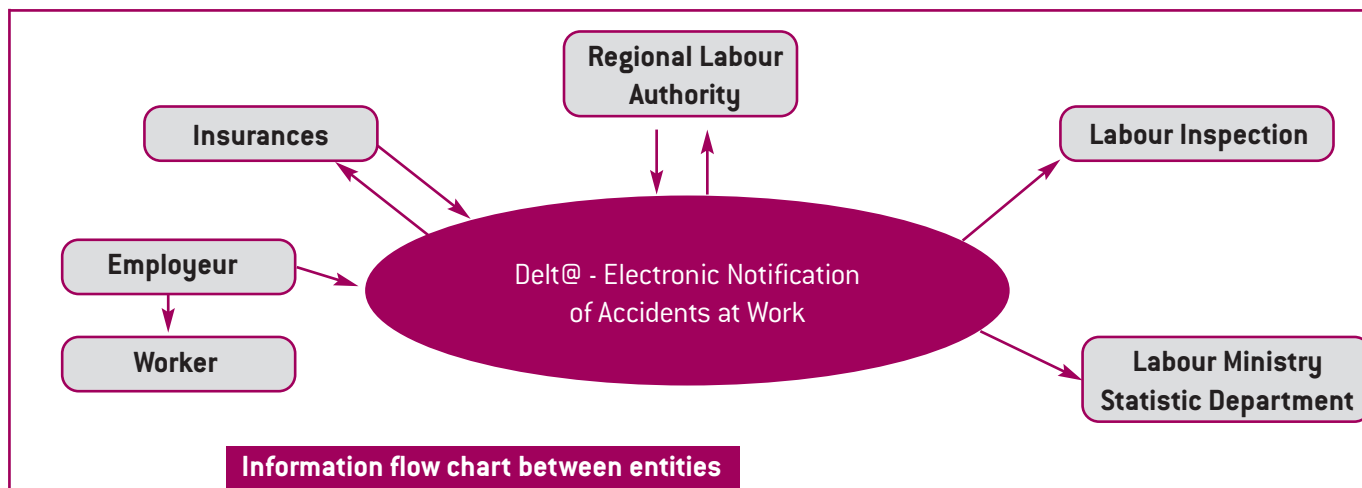 Regional Labour
Authority
Insurances
Labour Inspection
Employeur
Delt@ - Electronic Notification
of Accidents at Work
Worker
Labour Ministry
Statistic Department
Information flow chart between entities